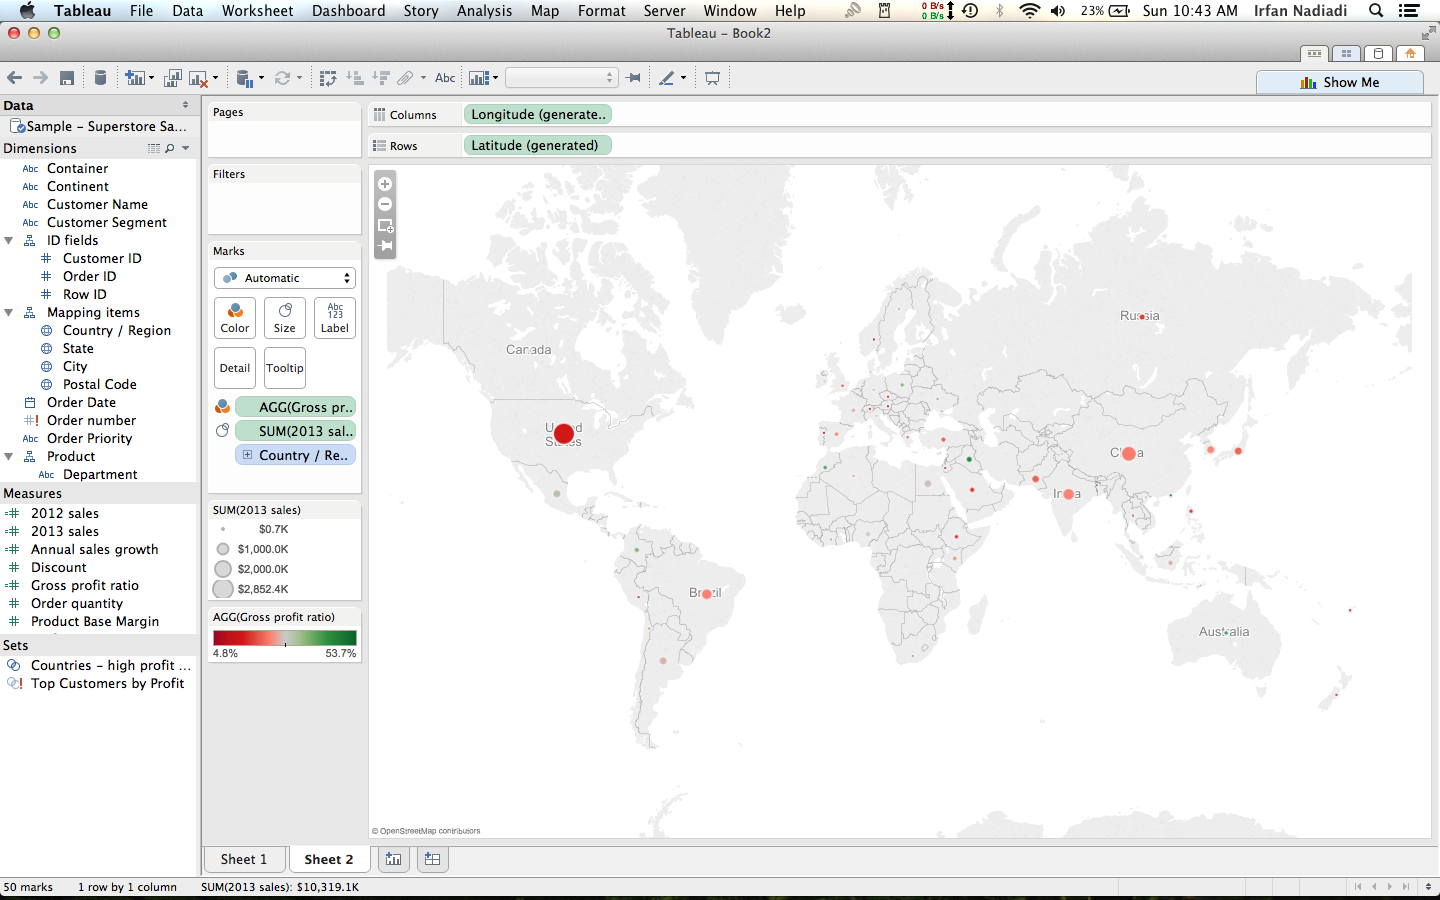 Tableau File Data Worksheet Dashboard Story Analysis Map Format Server Window Help 0 B/s 0 B/s 23% Sun 10:43 AM Irfan Nadiadi
Tableau - Book2
Abc
Show Me
Data
Sample - Superstore Sa...
Dimensions
Abc Container
Abc Continent
Abc Customer Name
Abc Customer Segment
ID fields
# Customer ID
# Order ID
# Row ID
Mapping items
Country / Region
State
City
Postal Code
Order Date
#! Order number
Abc Order Priority
Product
Abc Department
Measures
=# 2012 sales
=# 2013 sales
=# Annual sales growth
# Discount
=# Gross profit ratio
# Order quantity
# Product Base Margin
Sets
Countries - high profit ...
! Top Customers by Profit
Pages
Filters
Marks
Automatic
Color
Size
Abc
123
Label
Detail
Tooltip
AGG(Gross pr..
SUM(2013 sal..
Country / Re..
SUM(2013 sales)
$0.7K
$1,000.0K
$2,000.0K
$2,852.4K
AGG(Gross profit ratio)
4.8% 53.7%
Columns Longitude (generate..
Rows Latitude (generated)
Canada
United
States
Brazil
Russia
China
India
Australia
© OpenStreetMap contributors
Sheet 1
Sheet 2
50 marks 1 row by 1 column SUM(2013 sales): $10,319.1K